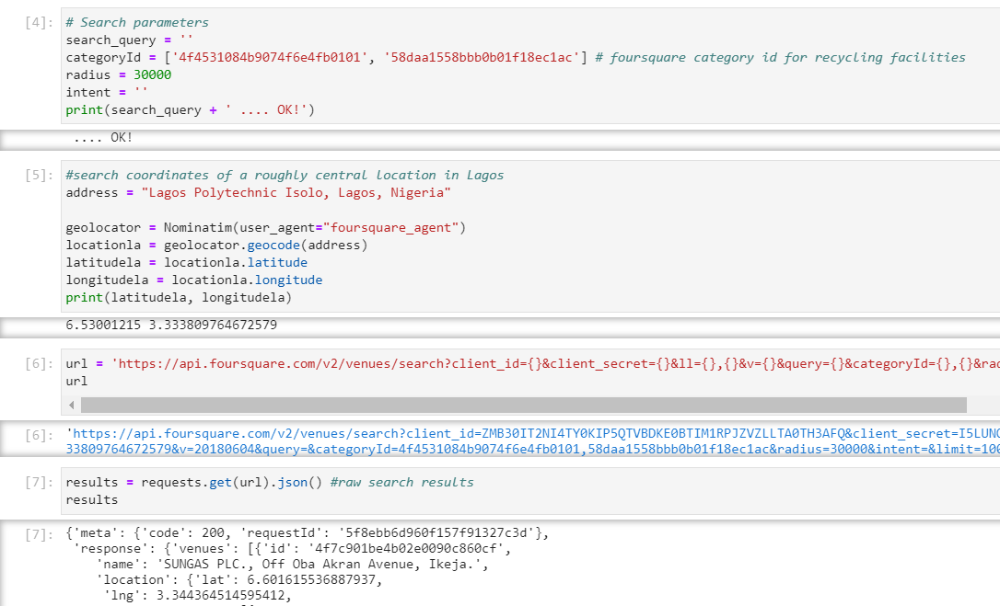 [4]: # Search parameters
search_query = ''
categoryId = ['4f4531084b9074f6e4fb0101', '58daa1558bbb0b01f18ec1ac'] # foursquare category id for recycling facilities
radius = 30000
intent = ''
print(search_query + ' .... OK!')
.... OK!
[5]: #search coordinates of a roughly central location in Lagos
address = "Lagos Polytechnic Isolo, Lagos, Nigeria"
geolocator = Nominatim(user_agent="foursquare_agent")
locationla = geolocator.geocode(address)
latitudela = locationla.latitude
longitudela = locationla.longitude
print(latitudela, longitudela)
6.53001215 3.333809764672579
[6]: url = 'https://api.foursquare.com/v2/venues/search?client_id={}&client_secret={}&ll={},{}&v={}&query={}&categoryId={},{}&rad
url
[6]: 'https://api.foursquare.com/v2/venues/search?client_id=ZMB30IT2NI4TY0KIP5QTVBDKE0BTIM1RPJZVZLLTA0TH3AFQ&client_secret=I5LUNC
33809764672579&v=20180604&query=&categoryId=4f4531084b9074f6e4fb0101,58daa1558bbb0b01f18ec1ac&radius=30000&intent=&limit=100
[7]: results = requests.get(url).json() #raw search results
results
[7]: {'meta': {'code': 200, 'requestId': '5f8ebb6d960f157f91327c3d'},
'response': {'venues': [{'id': '4f7c901be4b02e0090c860cf',
'name': 'SUNGAS PLC., Off Oba Akran Avenue, Ikeja.',
'location': {'lat': 6.601615536887937,
'lng': 3.344364514595412,